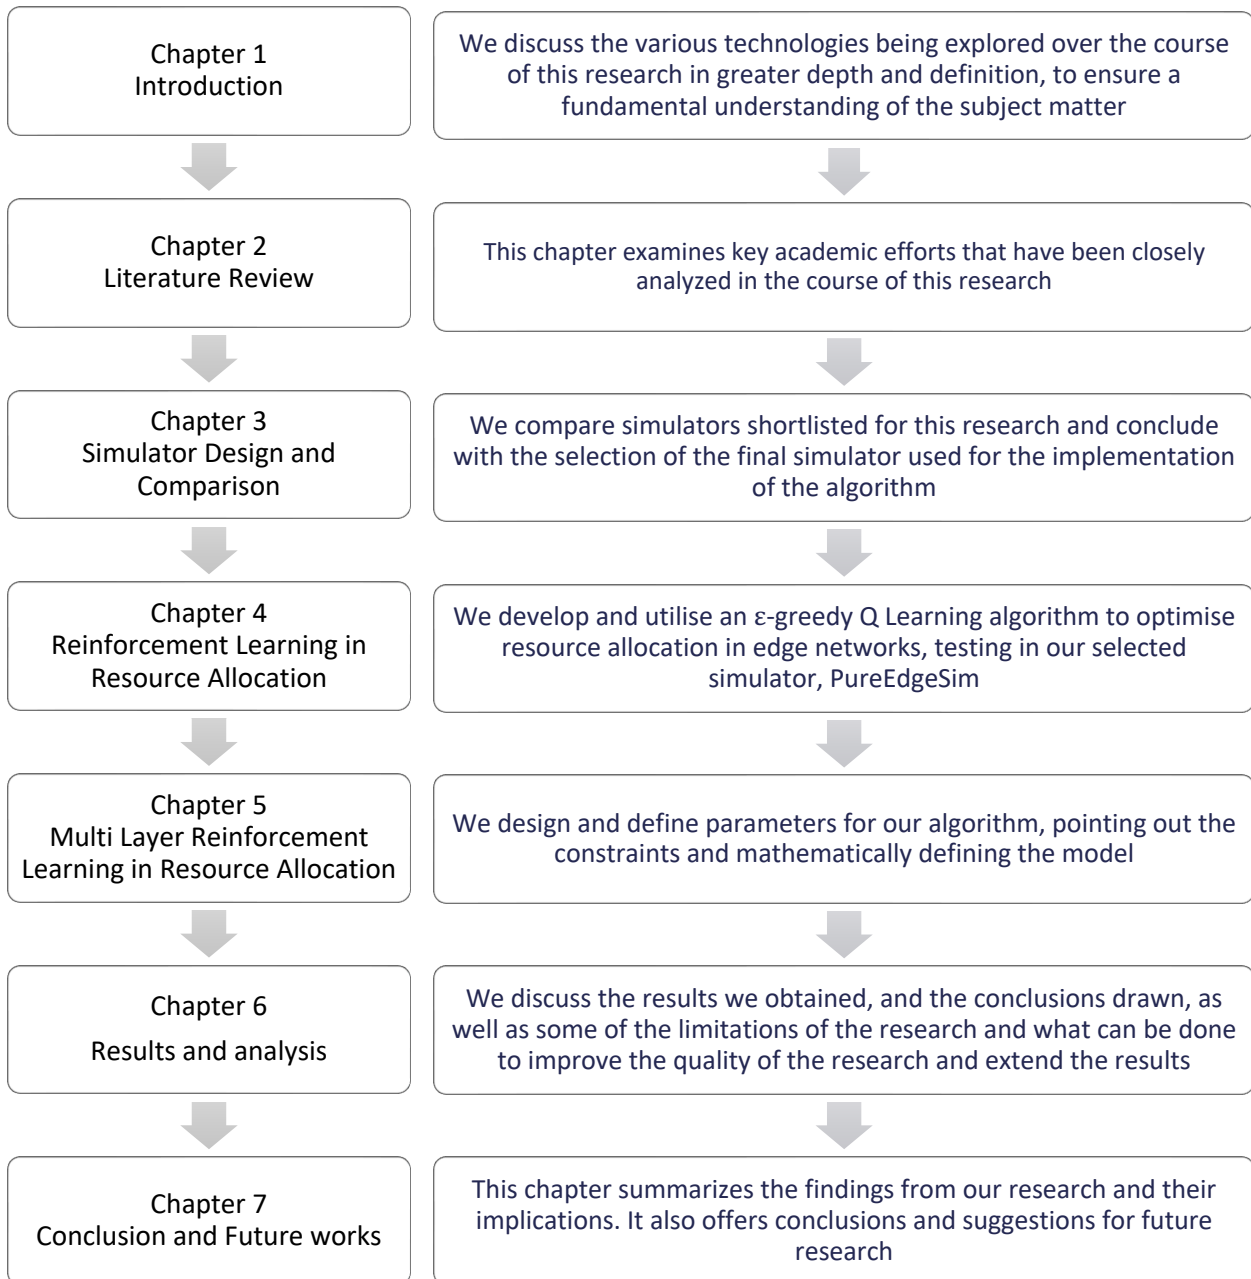 Chapter 1
Introduction
We discuss the various technologies being explored over the course
of this research in greater depth and definition, to ensure a
fundamental understanding of the subject matter
Chapter 2
Literature Review
This chapter examines key academic efforts that have been closely
analyzed in the course of this research
Chapter 3
Simulator Design and
Comparison
We compare simulators shortlisted for this research and conclude
with the selection of the final simulator used for the implementation
of the algorithm
Chapter 4
Reinforcement Learning in
Resource Allocation
We develop and utilise an ε-greedy Q Learning algorithm to optimise
resource allocation in edge networks, testing in our selected
simulator, PureEdgeSim
Chapter 5
Multi Layer Reinforcement
Learning in Resource Allocation
We design and define parameters for our algorithm, pointing out the
constraints and mathematically defining the model
Chapter 6
Results and analysis
We discuss the results we obtained, and the conclusions drawn, as
well as some of the limitations of the research and what can be done
to improve the quality of the research and extend the results
Chapter 7
Conclusion and Future works
This chapter summarizes the findings from our research and their
implications. It also offers conclusions and suggestions for future
research